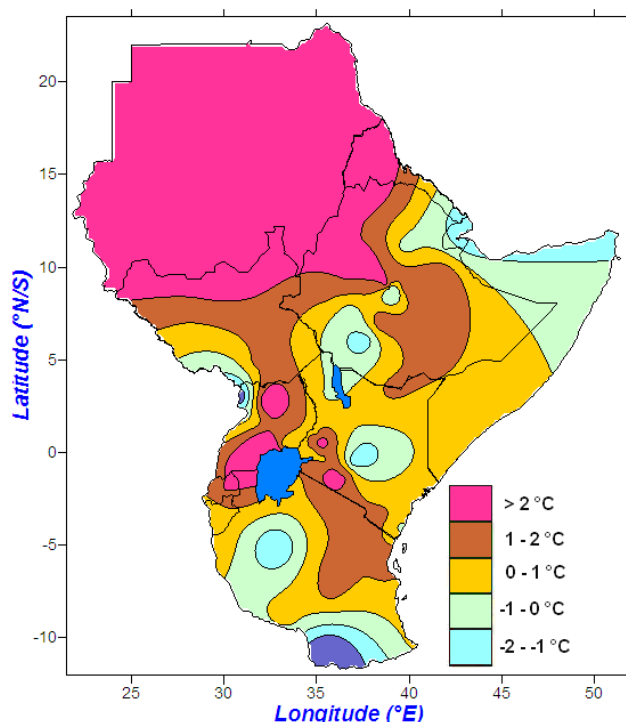 Latitude (°N/S)
20
15
10
5
0
-5
-10
> 2 °C
1 - 2 °C
0 - 1 °C
-1 - 0 °C
-2 - -1 °C
25 30 35 40 45 50
Longitude (°E)